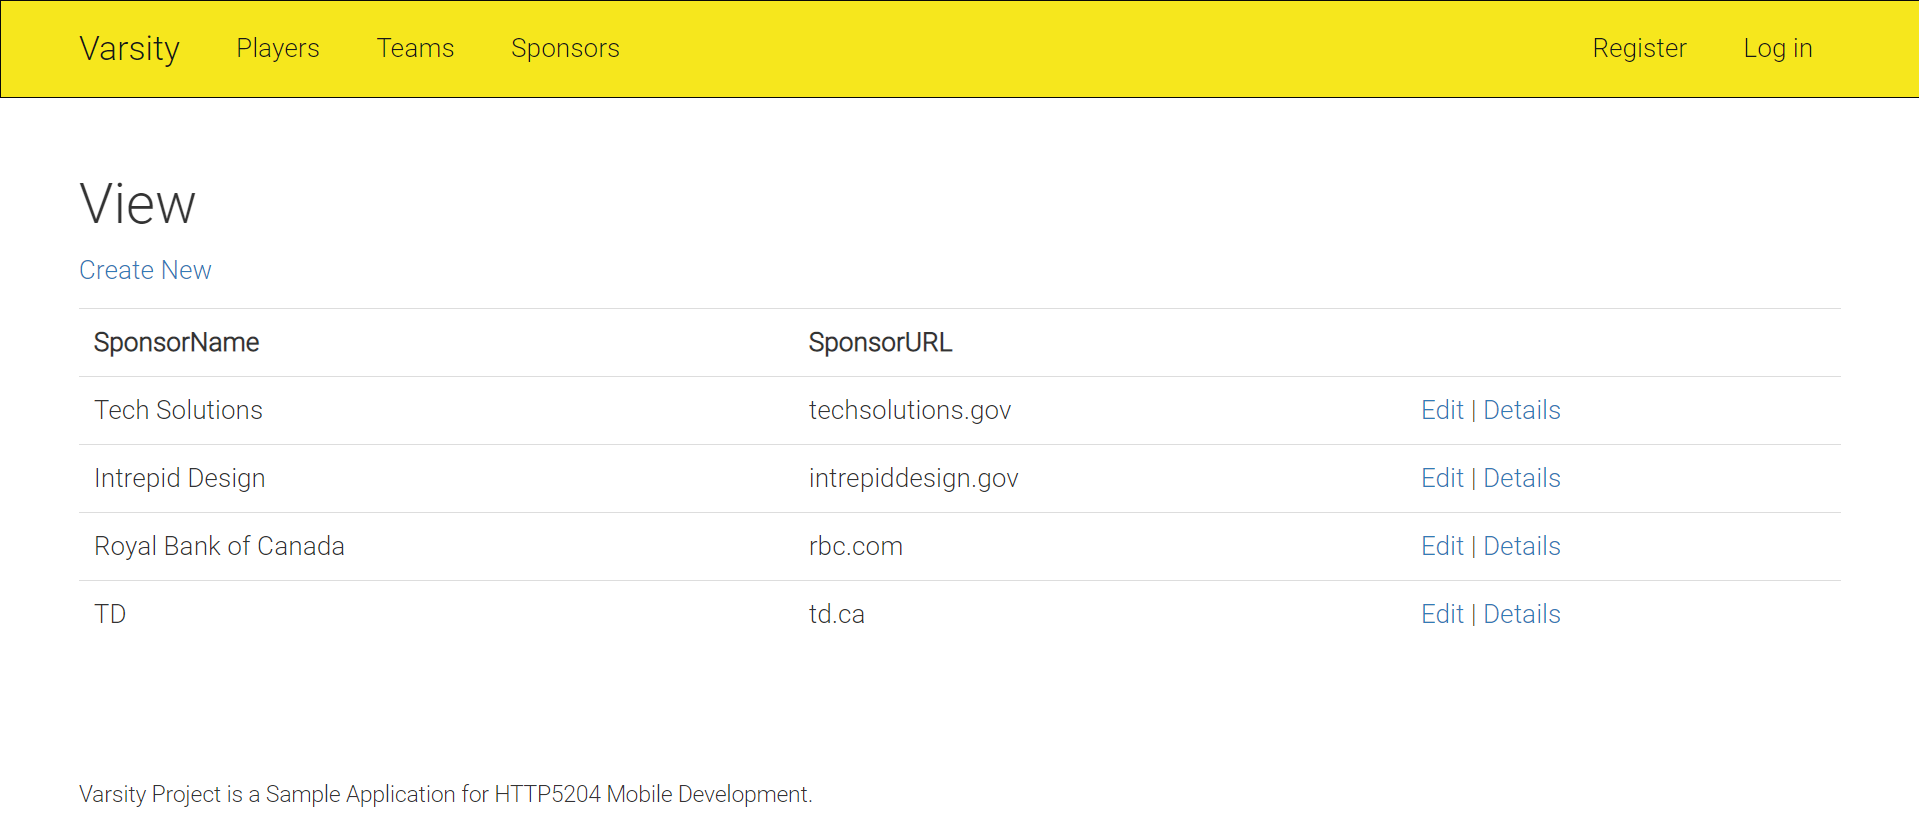 Varsity Players Teams Sponsors Register Log in
View
Create New
SponsorName SponsorURL
Tech Solutions techsolutions.gov Edit | Details
Intrepid Design intrepiddesign.gov Edit | Details
Royal Bank of Canada rbc.com Edit | Details
TD td.ca Edit | Details
Varsity Project is a Sample Application for HTTP5204 Mobile Development.